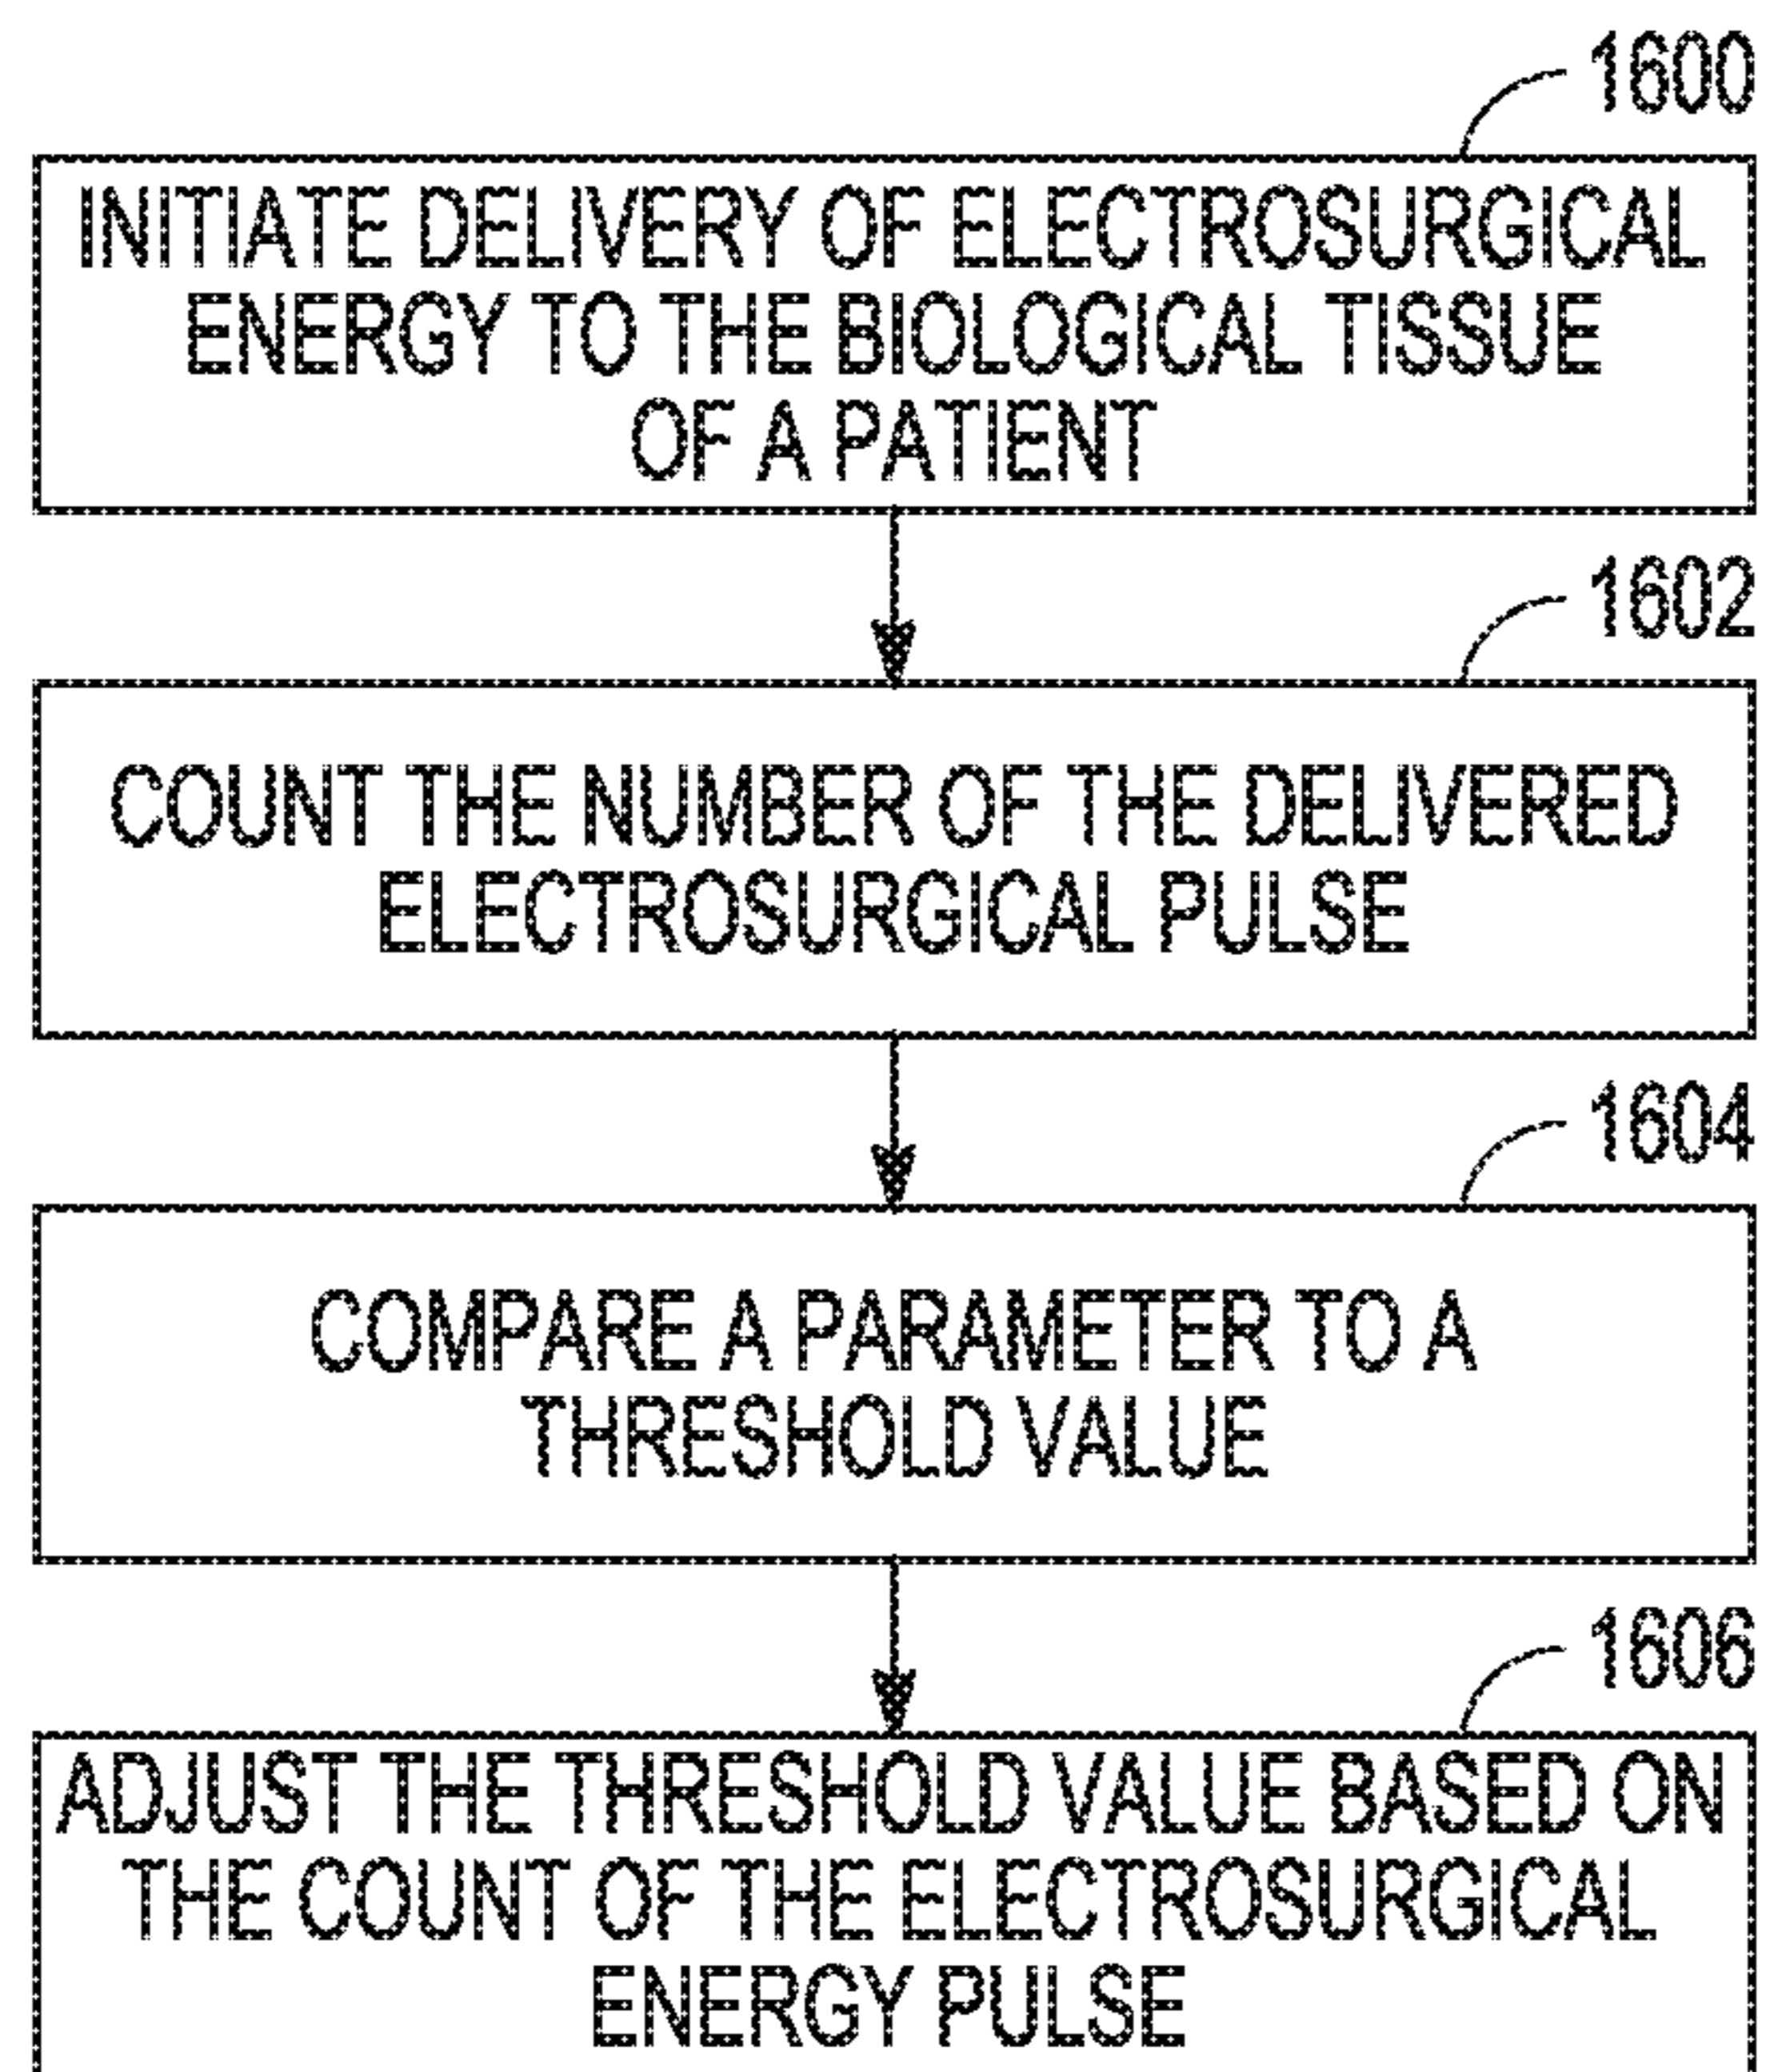 1600
INITIATE DELIVERY OF ELECTROSURGICAL
ENERGY TO THE BIOLOGICAL TISSUE
OF A PATIENT
1602
COUNT THE NUMBER OF THE DELIVERED
ELECTROSURGICAL PULSE
1604
COMPARE A PARAMETER TO A
THRESHOLD VALUE
1606
ADJUST THE THRESHOLD VALUE BASED ON
THE COUNT OF THE ELECTROSURGICAL
ENERGY PULSE